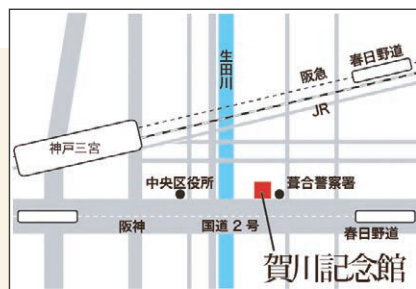 春日野道
阪急
生田川
JR
神戸三宮
中央区役所
葺合警察署
阪神
国道2号
春日野道
賀川記念館